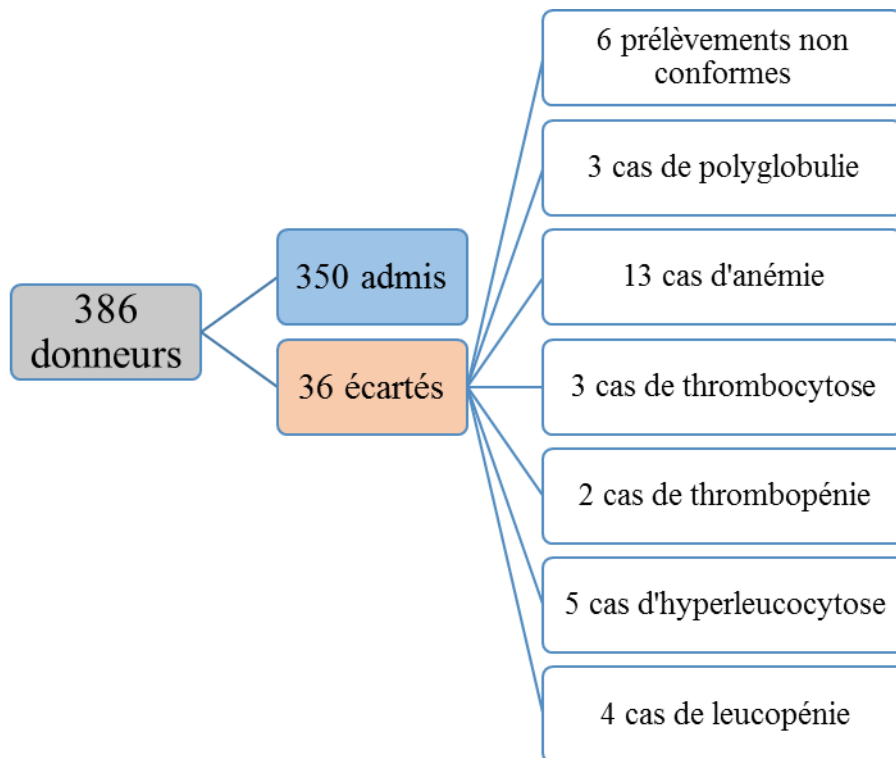 386
donneurs
350 admis
36 écartés
6 prélèvements non
conformes
3 cas de polyglobulie
13 cas d'anémie
3 cas de thrombocytose
2 cas de thrombopénie
5 cas d'hyperleucocytose
4 cas de leucopénie